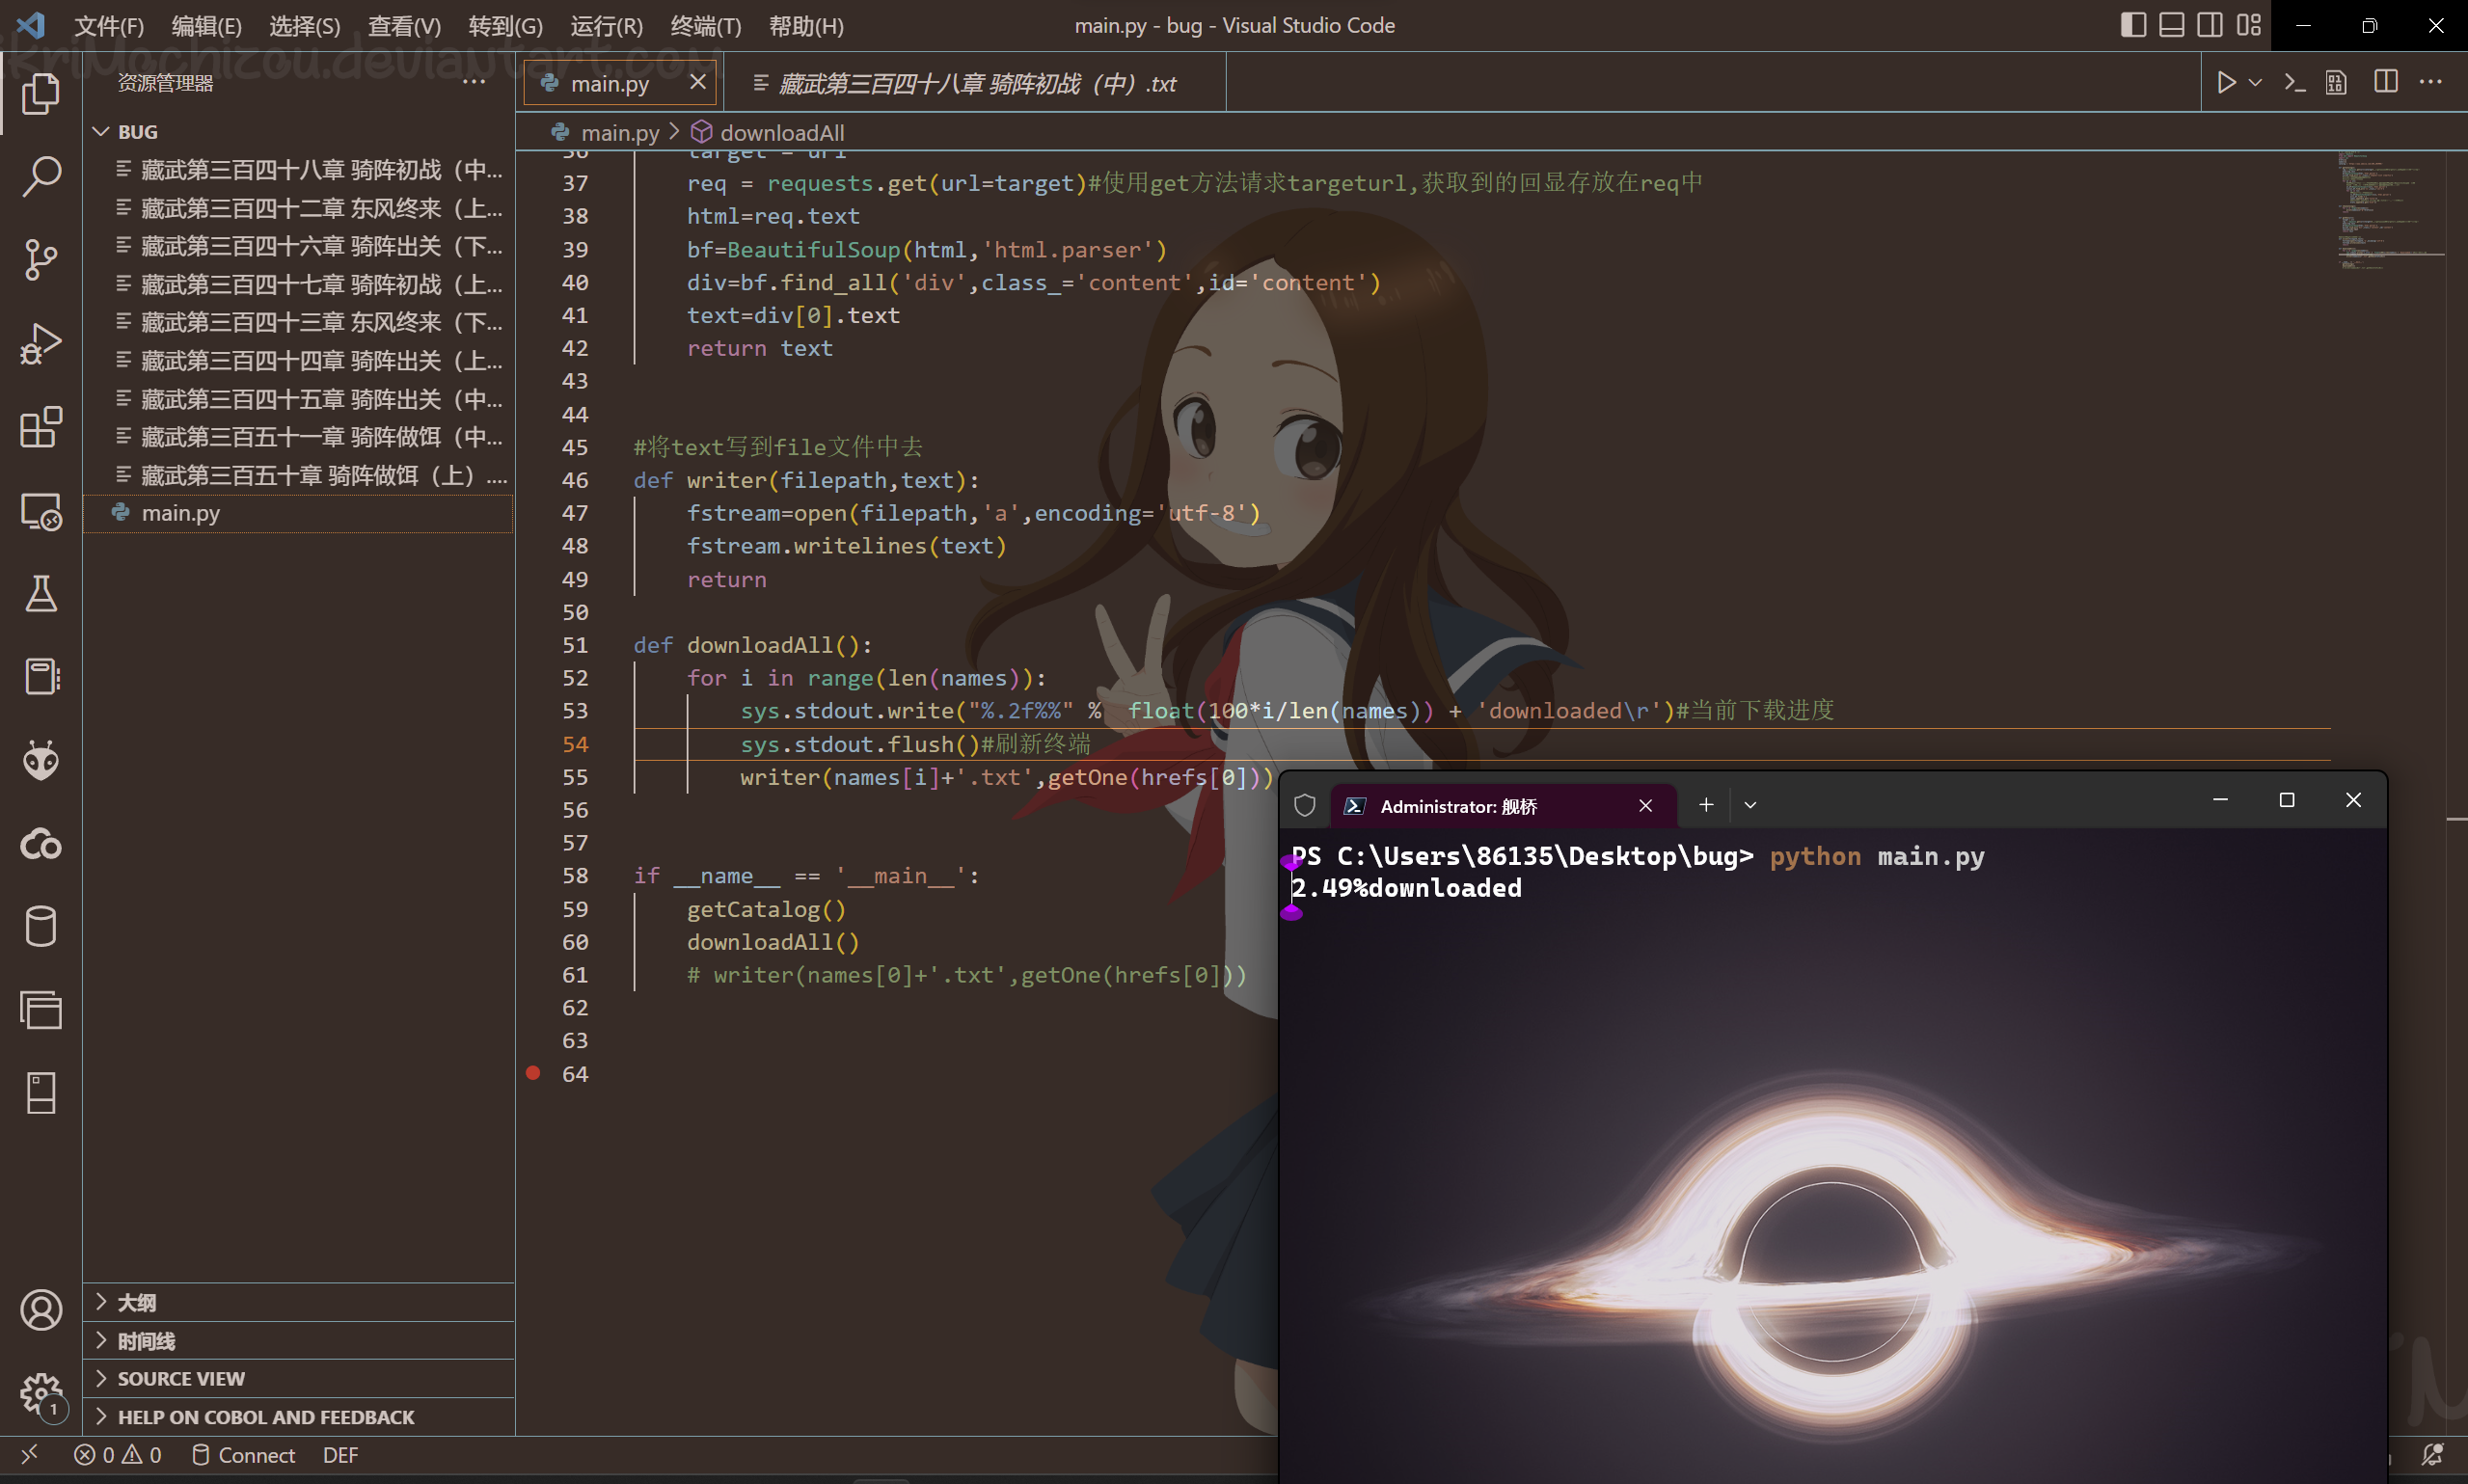 文件(F) 编辑(E) 选择(S) 查看(V) 转到(G) 运行(R) 终端(T) 帮助(H)
main.py - bug - Visual Studio Code
资源管理器
main.py
藏武第三百四十八章 骑阵初战（中）.txt
BUG
main.py > downloadAll
藏武第三百四十八章 骑阵初战（中...
藏武第三百四十二章 东风终来（上...
藏武第三百四十六章 骑阵出关（下...
藏武第三百四十七章 骑阵初战（上...
藏武第三百四十三章 东风终来（下...
藏武第三百四十四章 骑阵出关（上...
藏武第三百四十五章 骑阵出关（中...
藏武第三百五十一章 骑阵做饵（中...
藏武第三百五十章 骑阵做饵（上）....
main.py
大纲
时间线
SOURCE VIEW
HELP ON COBOL AND FEEDBACK
36 target = url
37 req = requests.get(url=target)#使用get方法请求targeturl,获取到的回显存放在req中
38 html=req.text
39 bf=BeautifulSoup(html,'html.parser')
40 div=bf.find_all('div',class_='content',id='content')
41 text=div[0].text
42 return text
43
44
45 #将text写到file文件中去
46 def writer(filepath,text):
47 fstream=open(filepath,'a',encoding='utf-8')
48 fstream.writelines(text)
49 return
50
51 def downloadAll():
52 for i in range(len(names)):
53 sys.stdout.write("%.2f%%" %  float(100*i/len(names)) + 'downloaded\r')#当前下载进度
54 sys.stdout.flush()#刷新终端
55 writer(names[i]+'.txt',getOne(hrefs[0]))
56
57
58 if __name__ == '__main__':
59 getCatalog()
60 downloadAll()
61 # writer(names[0]+'.txt',getOne(hrefs[0]))
62
63
64
Administrator: 舰桥
PS C:\Users\86135\Desktop\bug> python main.py
2.49%downloaded
1
0 0 Connect DEF